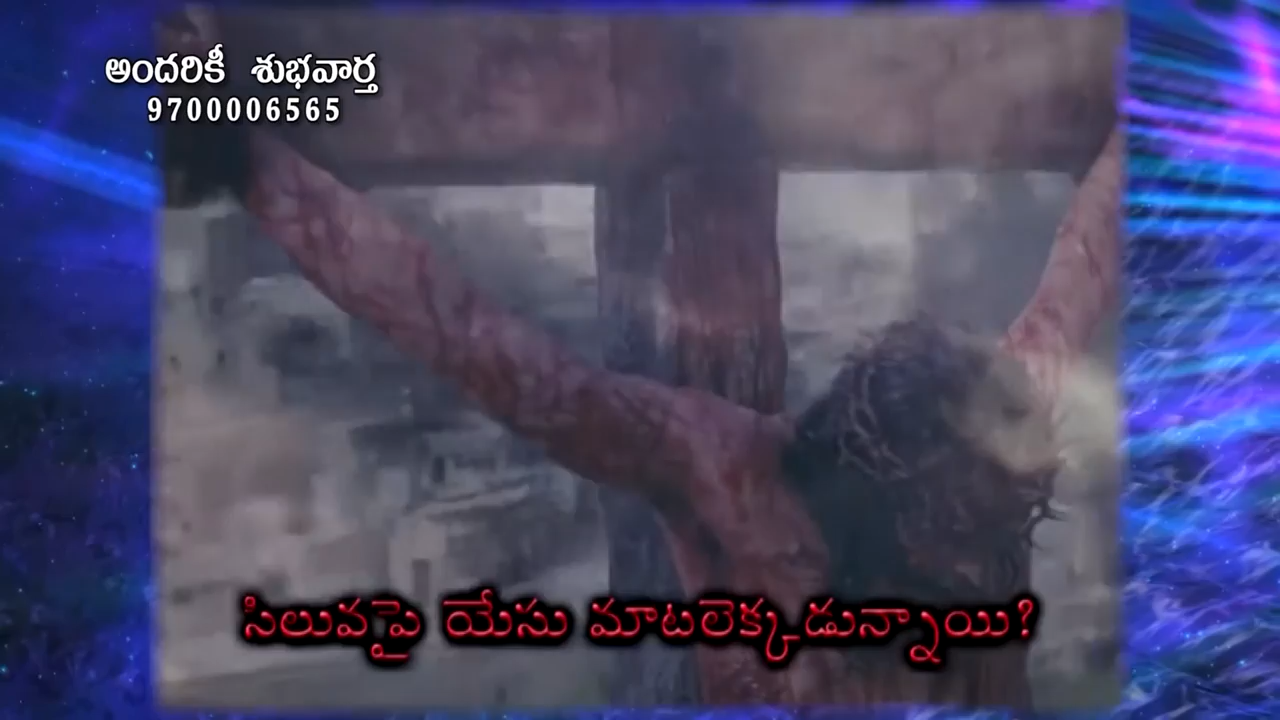 అందరికీ శుభవార్త
9700006565
సిలువపై యేసు మాటలెక్కడున్నాయి?